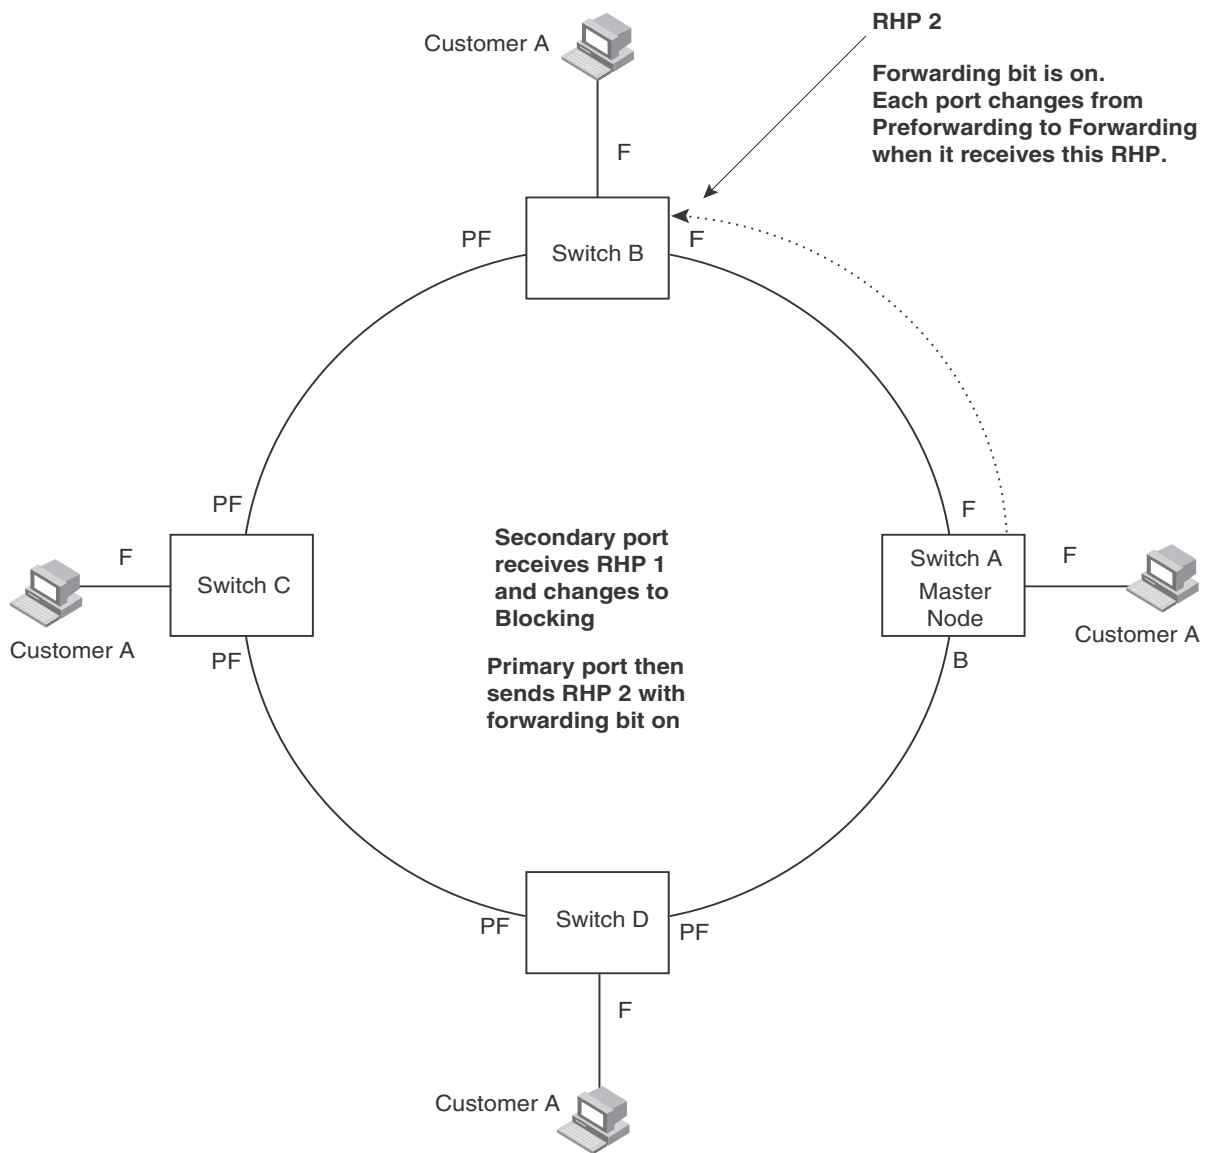 RHP 2
Customer A
Forwarding bit is on.
Each port changes from
Preforwarding to Forwarding
when it receives this RHP.
F
PF
Switch B
F
PF
F
Secondary port
receives RHP 1
and changes to
Blocking
F
Switch C
Switch A
Master
Node
F
Customer A
Customer A
PF
B
Primary port then
sends RHP 2 with
forwarding bit on
PF
Switch D
PF
F
Customer A